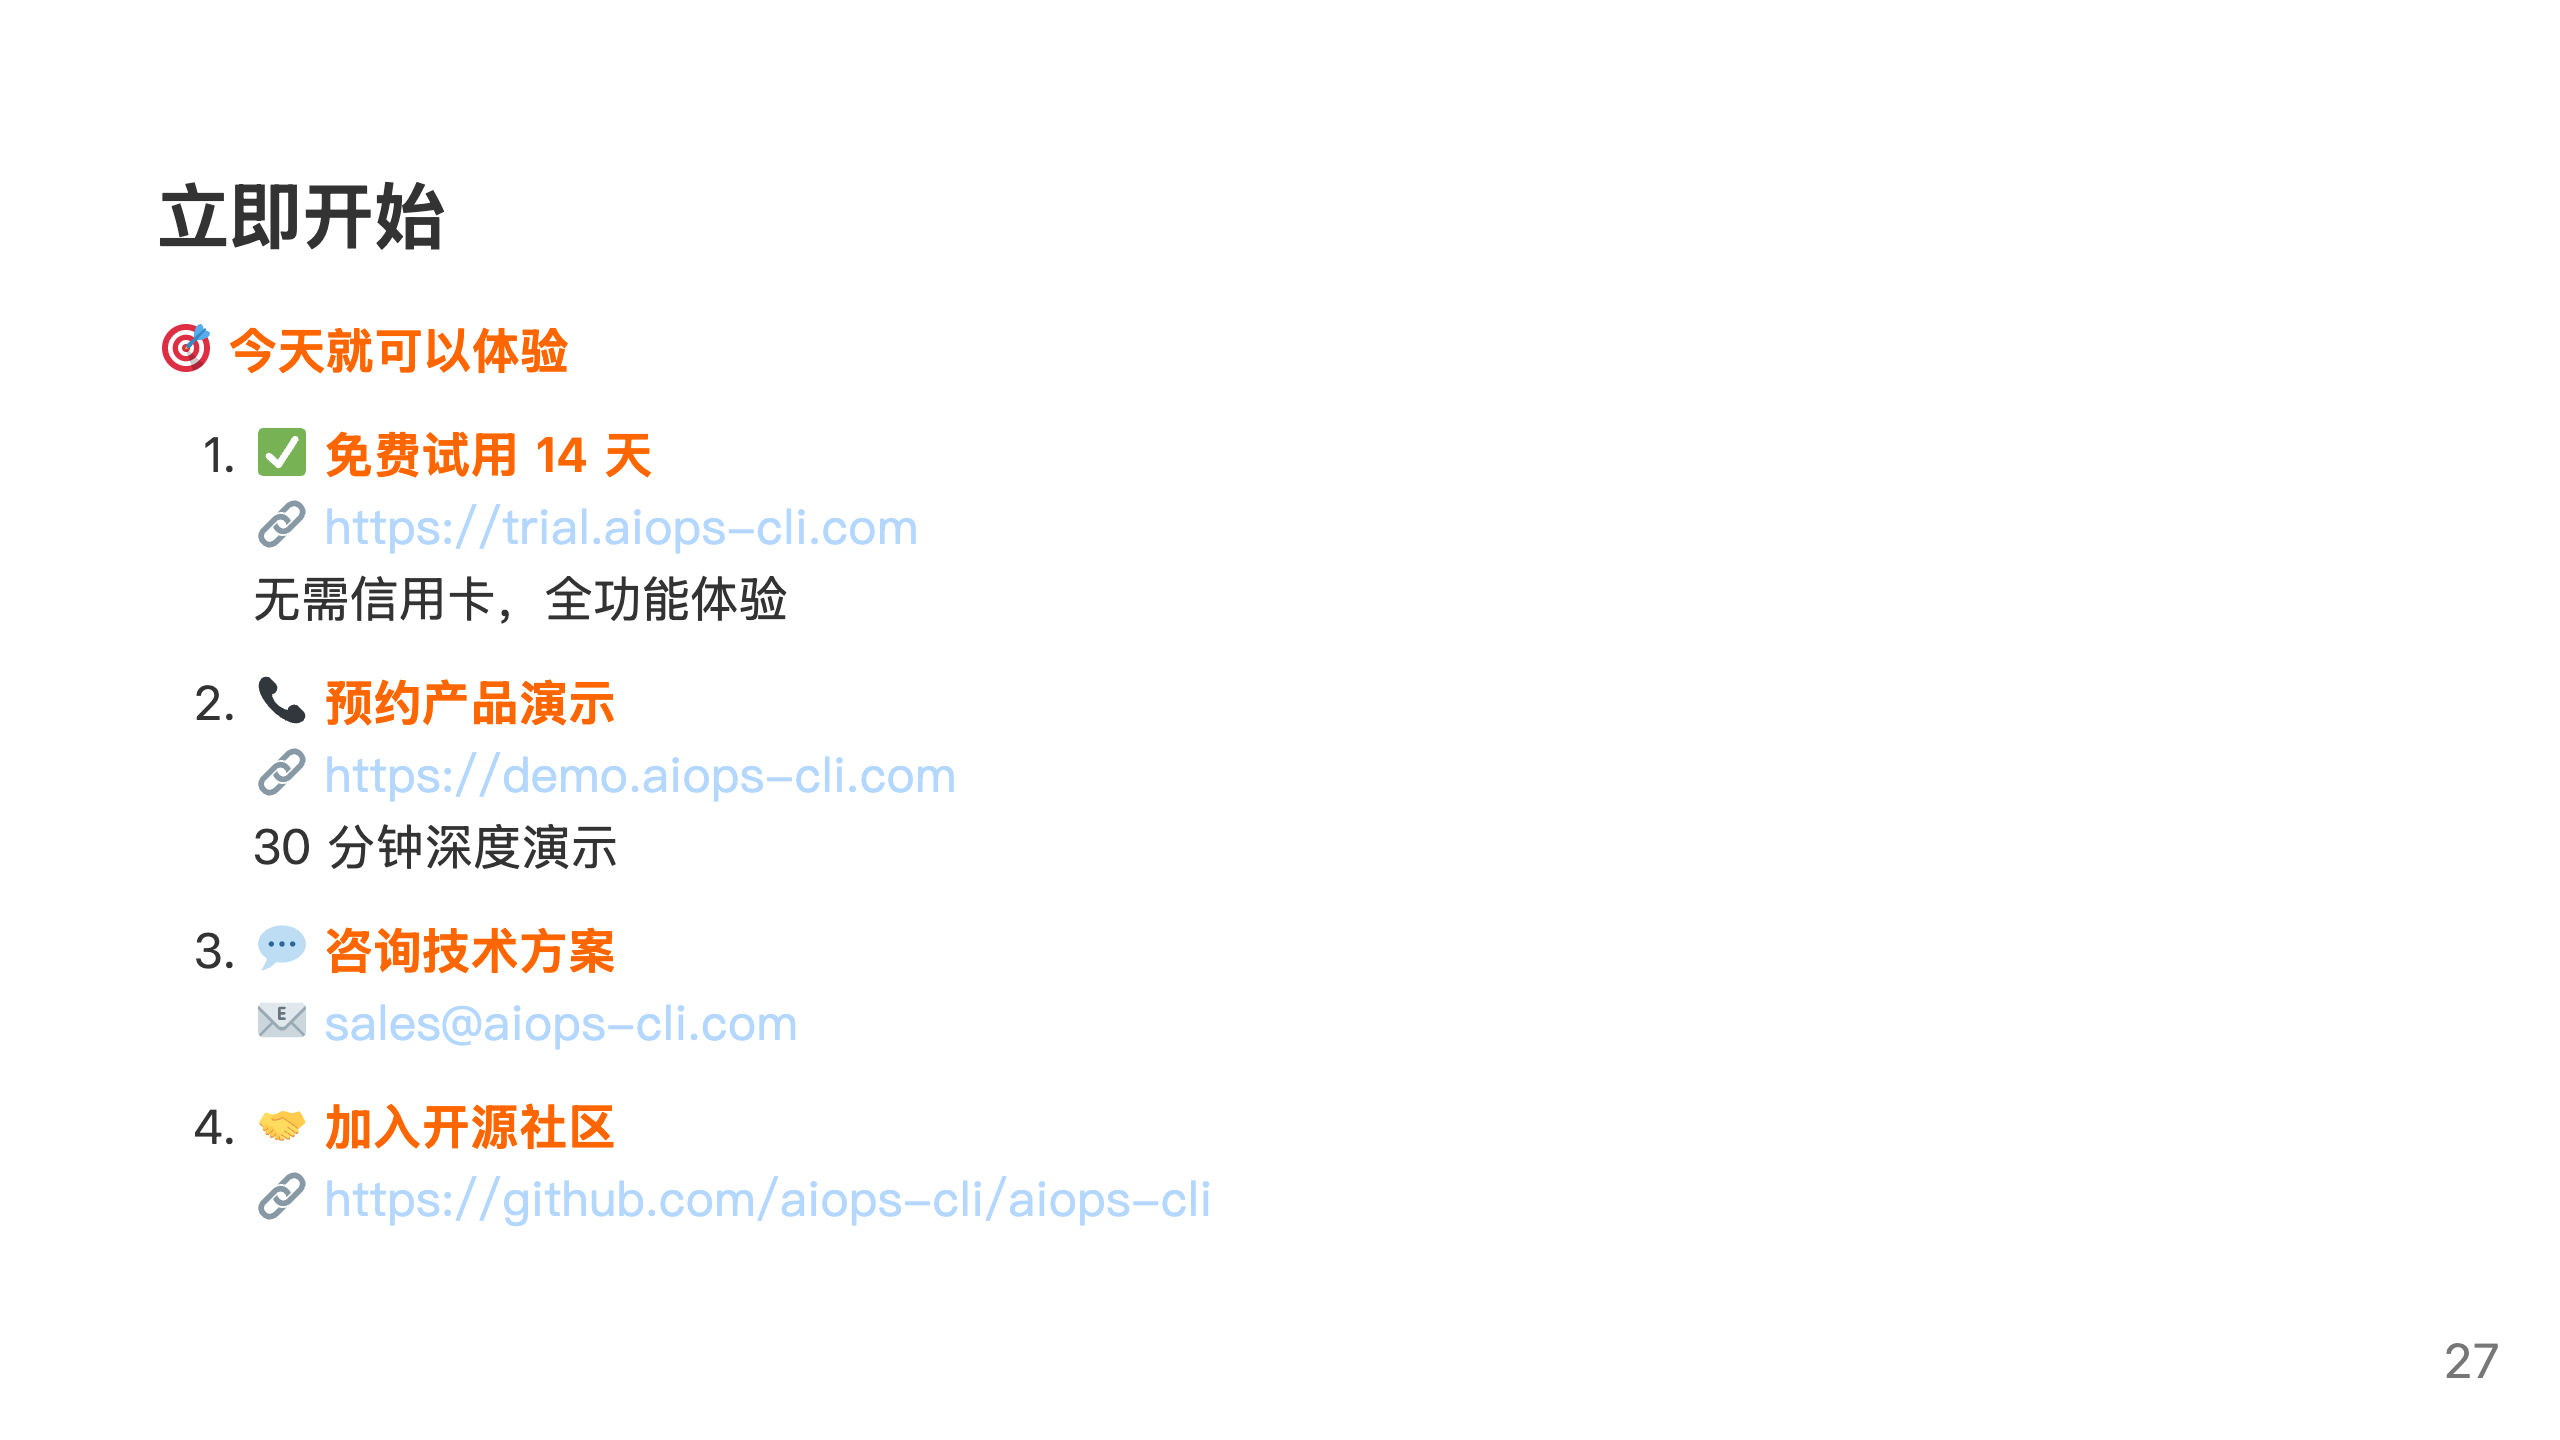 立即开始
🎯 今天就可以体验
1. ✅ 免费试用 14 天
🔗 https://trial.aiops-cli.com
无需信用卡，全功能体验
2. 📞 预约产品演示
🔗 https://demo.aiops-cli.com
30 分钟深度演示
3. 💬 咨询技术方案
📧 sales@aiops-cli.com
4. 🤝 加入开源社区
🔗 https://github.com/aiops-cli/aiops-cli
27